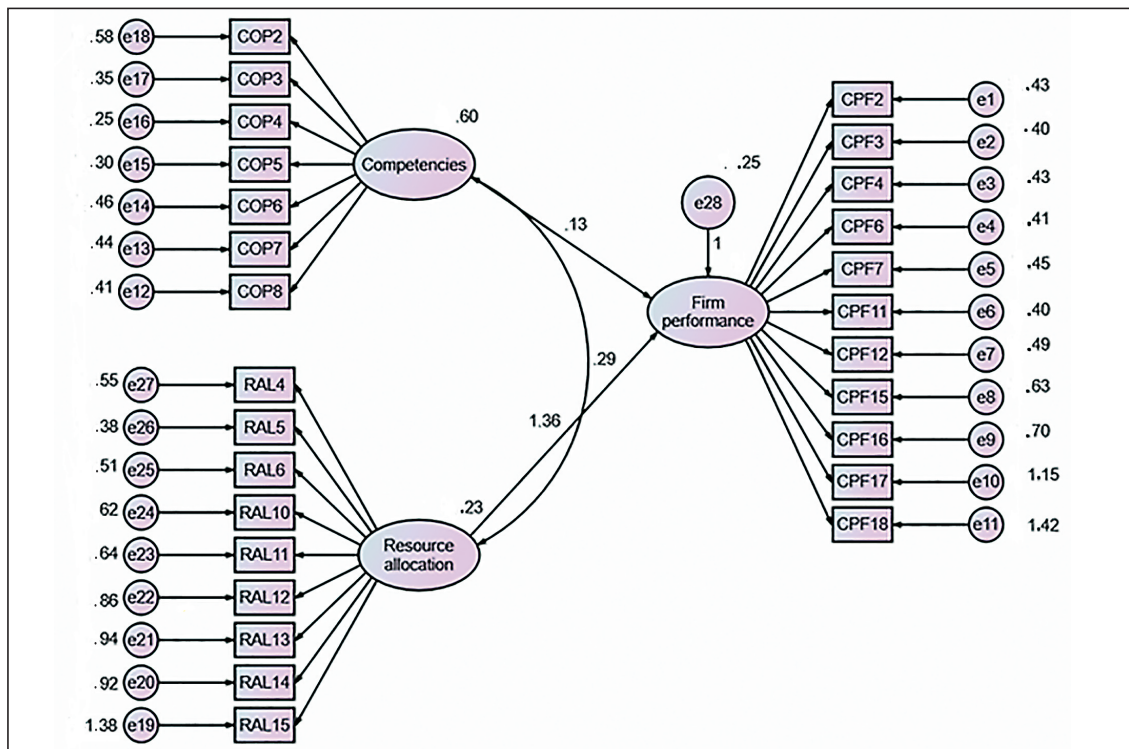 .58 e18 COP2
.35 e17 COP3
.25 e16 COP4
.30 e15 COP5
.46 e14 COP6
.44 e13 COP7
.41 e12 COP8
.60
Competencies
.13
.29
1.36
.23
.55 e27 RAL4
.38 e26 RAL5
.51 e25 RAL6
62 e24 RAL10
.64 e23 RAL11
.86 e22 RAL12
.94 e21 RAL13
.92 e20 RAL14
1.38 e19 RAL15
Resource
allocation
.25
e28
1
Firm
performance
CPF2 e1 .43
CPF3 e2 .40
CPF4 e3 .43
CPF6 e4 .41
CPF7 e5 .45
CPF11 e6 .40
CPF12 e7 .49
CPF15 e8 .63
CPF16 e9 .70
CPF17 e10 1.15
CPF18 e11 1.42